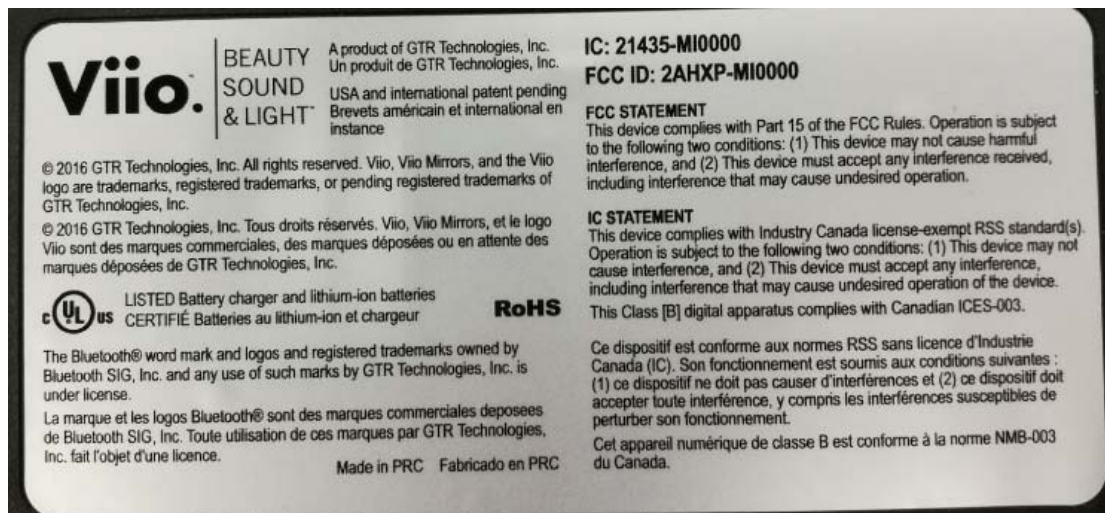 Viio.
BEAUTY
SOUND
& LIGHT™
A product of GTR Technologies, Inc.
Un produit de GTR Technologies, Inc.
USA and international patent pending
Brevets américain et international en
instance
© 2016 GTR Technologies, Inc. All rights reserved. Viio, Viio Mirrors, and the Viio
logo are trademarks, registered trademarks, or pending registered trademarks of
GTR Technologies, Inc.
© 2016 GTR Technologies, Inc. Tous droits réservés. Viio, Viio Mirrors, et le logo
Viio sont des marques commerciales, des marques déposées ou en attente des
marques déposées de GTR Technologies, Inc.
c UL us
LISTED Battery charger and lithium-ion batteries
CERTIFIÉ Batteries au lithium-ion et chargeur
RoHS
The Bluetooth® word mark and logos and registered trademarks owned by
Bluetooth SIG, Inc. and any use of such marks by GTR Technologies, Inc. is
under license.
La marque et les logos Bluetooth® sont des marques commerciales deposees
de Bluetooth SIG, Inc. Toute utilisation de ces marques par GTR Technologies,
Inc. fait l'objet d'une licence.
Made in PRC Fabricado en PRC
IC: 21435-MI0000
FCC ID: 2AHXP-MI0000
FCC STATEMENT
This device complies with Part 15 of the FCC Rules. Operation is subject
to the following two conditions: (1) This device may not cause harmful
interference, and (2) This device must accept any interference received,
including interference that may cause undesired operation.
IC STATEMENT
This device complies with Industry Canada license-exempt RSS standard(s).
Operation is subject to the following two conditions: (1) This device may not
cause interference, and (2) This device must accept any interference,
including interference that may cause undesired operation of the device.
This Class [B] digital apparatus complies with Canadian ICES-003.
Ce dispositif est conforme aux normes RSS sans licence d'Industrie
Canada (IC). Son fonctionnement est soumis aux conditions suivantes :
(1) ce dispositif ne doit pas causer d'interférences et (2) ce dispositif doit
accepter toute interférence, y compris les interférences susceptibles de
perturber son fonctionnement.
Cet appareil numérique de classe B est conforme à la norme NMB-003
du Canada.